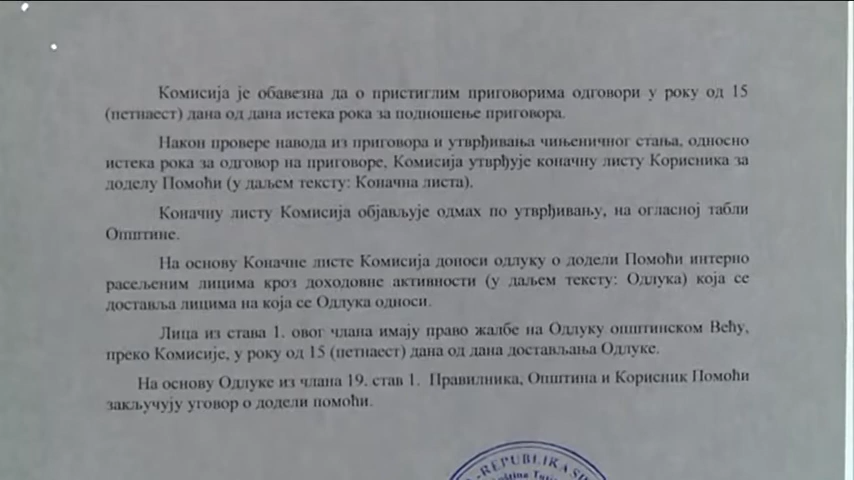 Комисија је обавезна да о пристиглим приговорима одговори у року од 15
(петнаест) дана од дана истека рока за подношење приговора.
Након провере навода из приговора и утврђивања чињеничног стања, односно
истека рока за одговор на приговоре, Комисија утврђује коначну листу Корисника за
доделу Помоћи (у даљем тексту: Коначна листа).
Коначну листу Комисија објављује одмах по утврђивању, на огласној табли
Општине.
На основу Коначне листе Комисија доноси одлуку о додели Помоћи интерно
расељеним лицима кроз доходовне активности (у даљем тексту: Одлука) која се
доставља лицима на која се Одлука односи.
Лица из става 1. овог члана имају право жалбе на Одлуку општинском Већу,
преко Комисије, у року од 15 (петнаест) дана од дана достављања Одлуке.
На основу Одлуке из члана 19. став 1. Правилника, Општина и Корисник Помоћи
закључују уговор о додели помоћи.
REPUBLIKA